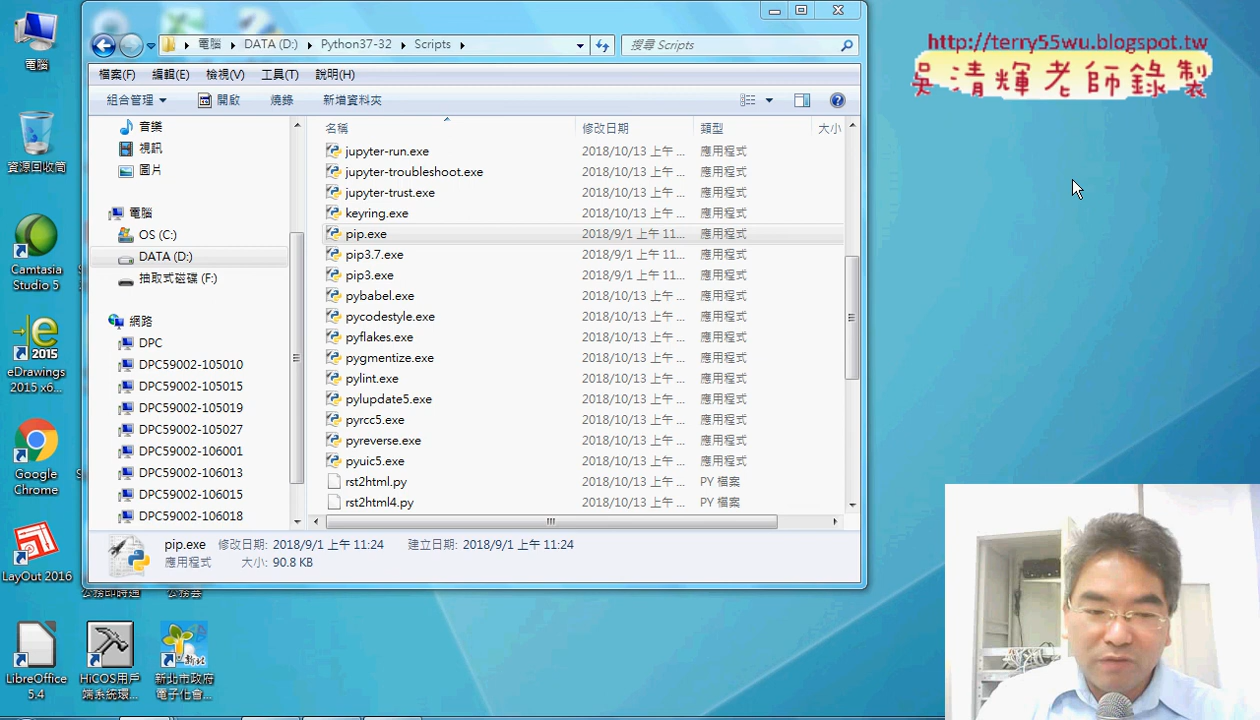 http://terry55wu.blogspot.tw
吳清輝老師錄製
電腦
資源回收筒
Camtasia
Studio 5
eDrawings
2015 x6...
Google
Chrome
LayOut 2016
LibreOffice
5.4
HiCOS用戶
端系統環...
新北市政府
電子化會...
公務即時通
公務雲
電腦
DATA (D:)
Python37-32
Scripts
搜尋 Scripts
檔案(F)
編輯(E)
檢視(V)
工具(T)
說明(H)
組合管理
開啟
燒錄
新增資料夾
音樂
視訊
圖片
電腦
OS (C:)
DATA (D:)
抽取式磁碟 (F:)
網路
DPC
DPC59002-105010
DPC59002-105015
DPC59002-105019
DPC59002-105027
DPC59002-106001
DPC59002-106013
DPC59002-106015
DPC59002-106018
名稱 修改日期 類型 大小
jupyter-run.exe 2018/10/13 上午 ... 應用程式
jupyter-troubleshoot.exe 2018/10/13 上午 ... 應用程式
jupyter-trust.exe 2018/10/13 上午 ... 應用程式
keyring.exe 2018/10/13 上午 ... 應用程式
pip.exe 2018/9/1 上午 11... 應用程式
pip3.7.exe 2018/9/1 上午 11... 應用程式
pip3.exe 2018/9/1 上午 11... 應用程式
pybabel.exe 2018/10/13 上午 ... 應用程式
pycodestyle.exe 2018/10/13 上午 ... 應用程式
pyflakes.exe 2018/10/13 上午 ... 應用程式
pygmentize.exe 2018/10/13 上午 ... 應用程式
pylint.exe 2018/10/13 上午 ... 應用程式
pylupdate5.exe 2018/10/13 上午 ... 應用程式
pyrcc5.exe 2018/10/13 上午 ... 應用程式
pyreverse.exe 2018/10/13 上午 ... 應用程式
pyuic5.exe 2018/10/13 上午 ... 應用程式
rst2html.py 2018/10/13 上午 ... PY 檔案
rst2html4.py 2018/10/13 上午 ... PY 檔案
pip.exe 修改日期: 2018/9/1 上午 11:24 建立日期: 2018/9/1 上午 11:24
應用程式 大小: 90.8 KB